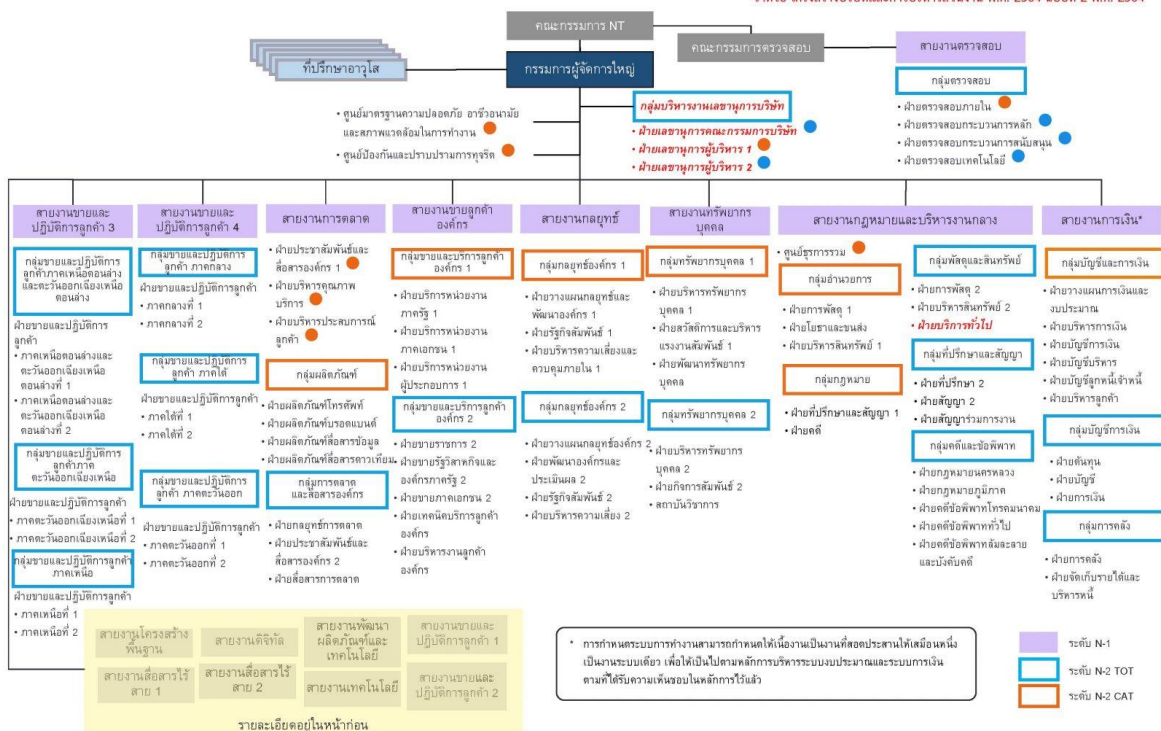 คณะกรรมการ NT
คณะกรรมการตรวจสอบ
สายงานตรวจสอบ
ที่ปรึกษาอาวุโส
กรรมการผู้จัดการใหญ่
กลุ่มตรวจสอบ
• ฝ่ายตรวจสอบภายใน
• ฝ่ายตรวจสอบกระบวนการหลัก
• ฝ่ายตรวจสอบกระบวนการสนับสนุน
• ฝ่ายตรวจสอบเทคโนโลยี
• ศูนย์มาตรฐานความปลอดภัย อาชีวอนามัย
และสภาพแวดล้อมในการทำงาน
• ศูนย์ป้องกันและปราบปรามการทุจริต
กลุ่มบริหารงานเลขานุการบริษัท
• ฝ่ายเลขานุการคณะกรรมการบริษัท
• ฝ่ายเลขานุการผู้บริหาร 1
• ฝ่ายเลขานุการผู้บริหาร 2
สายงานขายและ
ปฏิบัติการลูกค้า 3
กลุ่มขายและปฏิบัติการ
ลูกค้าภาคเหนือตอนล่าง
และตะวันออกเฉียงเหนือ
ตอนล่าง
ฝ่ายขายและปฏิบัติการ
ลูกค้า
• ภาคเหนือตอนล่างและ
ตะวันออกเฉียงเหนือ
ตอนล่างที่ 1
• ภาคเหนือตอนล่างและ
ตะวันออกเฉียงเหนือ
ตอนล่างที่ 2
กลุ่มขายและปฏิบัติการ
ลูกค้าภาค
ตะวันออกเฉียงเหนือ
ฝ่ายขายและปฏิบัติการลูกค้า
• ภาคตะวันออกเฉียงเหนือที่ 1
• ภาคตะวันออกเฉียงเหนือที่ 2
กลุ่มขายและปฏิบัติการลูกค้า
ภาคเหนือ
ฝ่ายขายและปฏิบัติการลูกค้า
• ภาคเหนือที่ 1
• ภาคเหนือที่ 2
สายงานขายและ
ปฏิบัติการลูกค้า 4
กลุ่มขายและปฏิบัติการ
ลูกค้า ภาคกลาง
ฝ่ายขายและปฏิบัติการลูกค้า
• ภาคกลางที่ 1
• ภาคกลางที่ 2
กลุ่มขายและปฏิบัติการ
ลูกค้า ภาคใต้
ฝ่ายขายและปฏิบัติการลูกค้า
• ภาคใต้ที่ 1
• ภาคใต้ที่ 2
กลุ่มขายและปฏิบัติการ
ลูกค้า ภาคตะวันออก
ฝ่ายขายและปฏิบัติการลูกค้า
• ภาคตะวันออกที่ 1
• ภาคตะวันออกที่ 2
สายงานการตลาด
• ฝ่ายประชาสัมพันธ์และ
สื่อสารองค์กร 1
• ฝ่ายบริหารคุณภาพ
บริการ
• ฝ่ายบริหารประสบการณ์
ลูกค้า
กลุ่มผลิตภัณฑ์
• ฝ่ายผลิตภัณฑ์โทรศัพท์
• ฝ่ายผลิตภัณฑ์บรอดแบนด์
• ฝ่ายผลิตภัณฑ์สื่อสารข้อมูล
• ฝ่ายผลิตภัณฑ์สื่อสารดาวเทียม
กลุ่มการตลาด
และสื่อสารองค์กร
• ฝ่ายกลยุทธ์การตลาด
• ฝ่ายประชาสัมพันธ์และ
สื่อสารองค์กร 2
• ฝ่ายสื่อสารการตลาด
สายงานขายลูกค้า
องค์กร
กลุ่มขายและบริการลูกค้า
องค์กร 1
• ฝ่ายบริการหน่วยงาน
ภาครัฐ 1
• ฝ่ายบริการหน่วยงาน
ภาคเอกชน 1
• ฝ่ายบริการหน่วยงาน
ผู้ประกอบการ 1
กลุ่มขายและบริการลูกค้า
องค์กร 2
• ฝ่ายขายราชการ 2
• ฝ่ายขายรัฐวิสาหกิจและ
องค์กรภาครัฐ 2
• ฝ่ายขายภาคเอกชน 2
• ฝ่ายเทคนิคบริการลูกค้า
องค์กร
• ฝ่ายบริหารงานลูกค้า
องค์กร
สายงานกลยุทธ์
กลุ่มกลยุทธ์องค์กร 1
• ฝ่ายวางแผนกลยุทธ์และ
พัฒนาองค์กร 1
• ฝ่ายรัฐกิจสัมพันธ์ 1
• ฝ่ายบริหารความเสี่ยงและ
ควบคุมภายใน 1
กลุ่มกลยุทธ์องค์กร 2
• ฝ่ายวางแผนกลยุทธ์องค์กร 2
• ฝ่ายพัฒนาองค์กรและ
ประเมินผล 2
• ฝ่ายรัฐกิจสัมพันธ์ 2
• ฝ่ายบริหารความเสี่ยง 2
สายงานทรัพยากร
บุคคล
กลุ่มทรัพยากรบุคคล 1
• ฝ่ายบริหารทรัพยากร
บุคคล 1
• ฝ่ายสวัสดิการและบริหาร
แรงงานสัมพันธ์ 1
• ฝ่ายพัฒนาทรัพยากร
บุคคล
กลุ่มทรัพยากรบุคคล 2
• ฝ่ายบริหารทรัพยากร
บุคคล 2
• ฝ่ายกิจการสัมพันธ์ 2
• สถาบันวิชาการ
สายงานกฎหมายและบริหารงานกลาง
• ศูนย์ธุรการรวม
กลุ่มอำนวยการ
• ฝ่ายการพัสดุ 1
• ฝ่ายโยธาและขนส่ง
• ฝ่ายบริหารสินทรัพย์ 1
กลุ่มกฎหมาย
• ฝ่ายที่ปรึกษาและสัญญา 1
• ฝ่ายคดี
กลุ่มพัสดุและสินทรัพย์
• ฝ่ายการพัสดุ 2
• ฝ่ายบริหารสินทรัพย์ 2
• ฝ่ายบริการทั่วไป
กลุ่มที่ปรึกษาและสัญญา
• ฝ่ายที่ปรึกษา 2
• ฝ่ายสัญญา 2
• ฝ่ายสัญญาร่วมการงาน
กลุ่มคดีและข้อพิพาท
• ฝ่ายกฎหมายนครหลวง
• ฝ่ายกฎหมายภูมิภาค
• ฝ่ายคดีข้อพิพาทโทรคมนาคม
• ฝ่ายคดีข้อพิพาททั่วไป
• ฝ่ายคดีข้อพิพาทล้มละลาย
และบังคับคดี
สายงานการเงิน*
กลุ่มบัญชีและการเงิน
• ฝ่ายวางแผนการเงินและ
งบประมาณ
• ฝ่ายบริหารการเงิน
• ฝ่ายบัญชีการเงิน
• ฝ่ายบัญชีบริหาร
• ฝ่ายบัญชีลูกหนี้เจ้าหนี้
• ฝ่ายบริหารลูกค้า
กลุ่มบัญชีการเงิน
• ฝ่ายต้นทุน
• ฝ่ายบัญชี
• ฝ่ายการเงิน
กลุ่มการคลัง
• ฝ่ายการคลัง
• ฝ่ายจัดเก็บรายได้และ
บริหารหนี้
สายงานโครงสร้าง
พื้นฐาน
สายงานดิจิทัล
สายงานพัฒนา
ผลิตภัณฑ์และ
เทคโนโลยี
สายงานขายและ
ปฏิบัติการลูกค้า 1
สายงานสื่อสารไร้
สาย 1
สายงานสื่อสารไร้
สาย 2
สายงานเทคโนโลยี
สายงานขายและ
ปฏิบัติการลูกค้า 2
รายละเอียดอยู่ในหน้าก่อน
* การกำหนดระบบการทำงานสามารถกำหนดให้เนื้องานเป็นงานที่สอดประสานให้เสมือนหนึ่ง
เป็นงานระบบเดียว เพื่อให้เป็นไปตามหลักการบริหารระบบงบประมาณและระบบการเงิน
ตามที่ได้รับความเห็นชอบในหลักการไว้แล้ว
ระดับ N-1
ระดับ N-2 TOT
ระดับ N-2 CAT